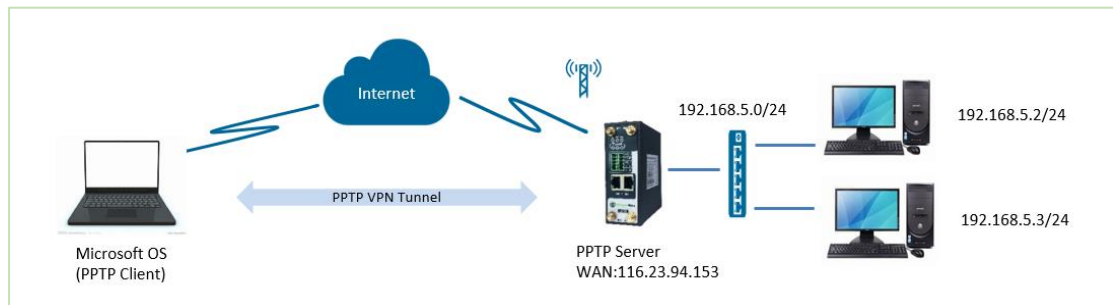 Internet
192.168.5.0/24
192.168.5.2/24
PPTP VPN Tunnel
192.168.5.3/24
Microsoft OS
(PPTP Client)
PPTP Server
WAN:116.23.94.153